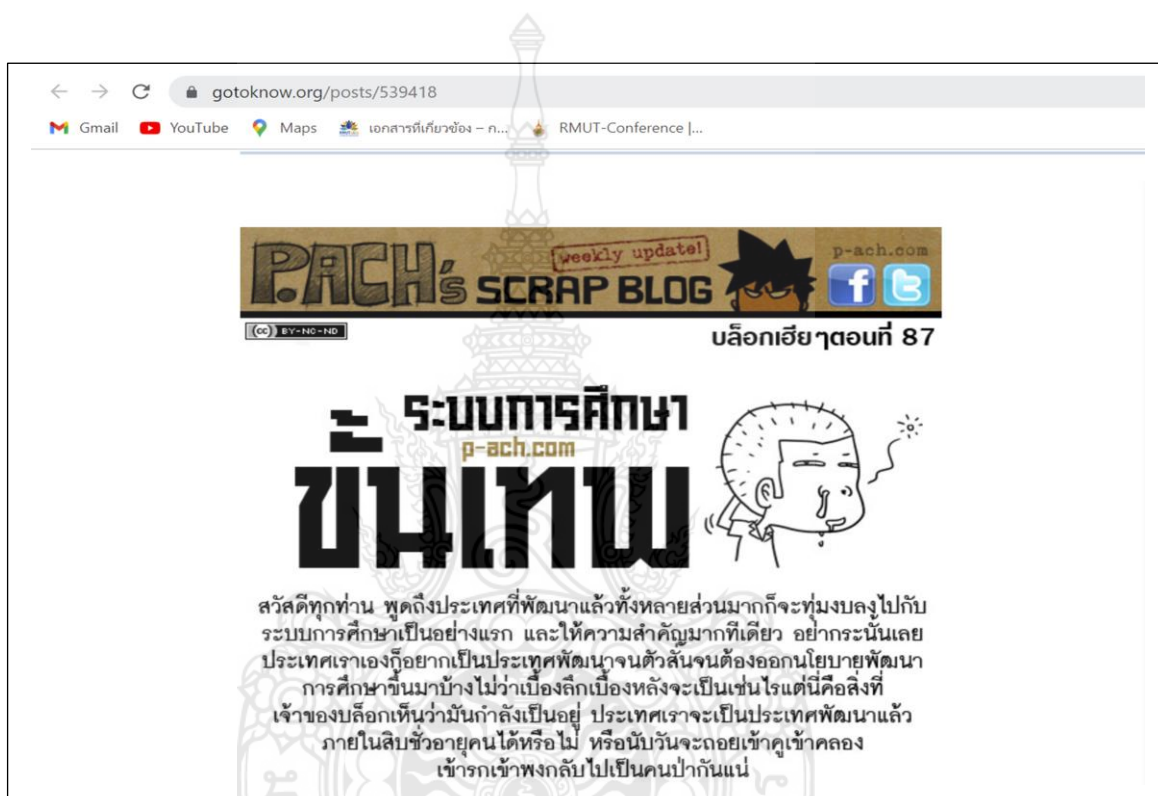 gotoknow.org/posts/539418
Gmail YouTube Maps เอกสารที่เกี่ยวข้อง – ก... RMUT-Conference |...
P.ACH's SCRAP BLOG weekly update! p-ach.com
(cc) BY-NC-ND
บล็อกเฮียๆตอนที่ 87
ระบบการศึกษา
p-ach.com
ขั้นเทพ
สวัสดีทุกท่าน พูดถึงประเทศที่พัฒนาแล้วทั้งหลายส่วนมากก็จะทุ่มงบลงไปกับ
ระบบการศึกษาเป็นอย่างแรก และให้ความสำคัญมากทีเดียว อย่ากระนั้นเลย
ประเทศเราเองก็อยากเป็นประเทศพัฒนาจนตัวสั่นจนต้องออกนโยบายพัฒนา
การศึกษาขึ้นมาบ้างไม่ว่าเบื้องลึกเบื้องหลังจะเป็นเช่นไรแต่นี่คือสิ่งที่
เจ้าของบล็อกเห็นว่ามันกำลังเป็นอยู่ ประเทศเราจะเป็นประเทศพัฒนาแล้ว
ภายในสิบชั่วอายุคนได้หรือไม่ หรือนับวันจะถอยเข้าคูเข้าคลอง
เข้ารกเข้าพงกลับไปเป็นคนป่ากันแน่